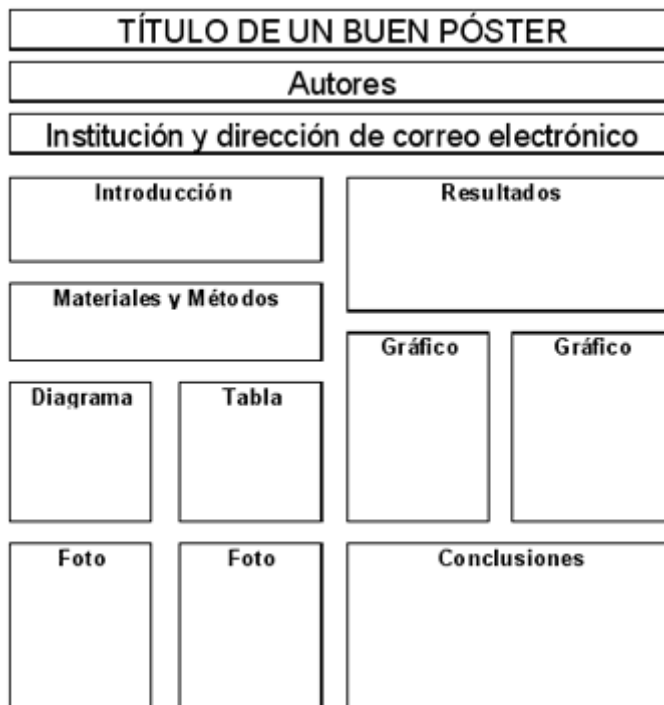 TÍTULO DE UN BUEN PÓSTER
Autores
Institución y dirección de correo electrónico
Introducción
Materiales y Métodos
Diagrama
Tabla
Foto
Foto
Resultados
Gráfico
Gráfico
Conclusiones